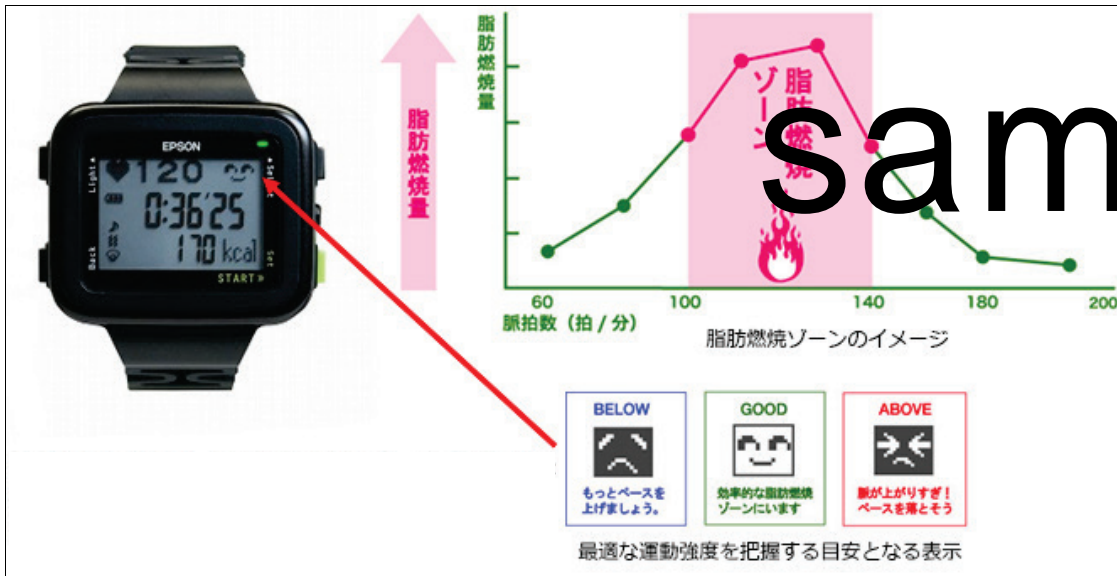 EPSON
Light
Back
Set
120
0:36'25
170 kcal
START»
脂肪燃焼量
脂肪燃焼量
脂肪燃焼
ゾーン
sam
60
100
140
180
200
脈拍数（拍 / 分）
脂肪燃焼ゾーンのイメージ
BELOW
もっとペースを
上げましょう。
GOOD
効率的な脂肪燃焼
ゾーンにいます
ABOVE
脈が上がりすぎ！
ペースを落とそう
最適な運動強度を把握する目安となる表示